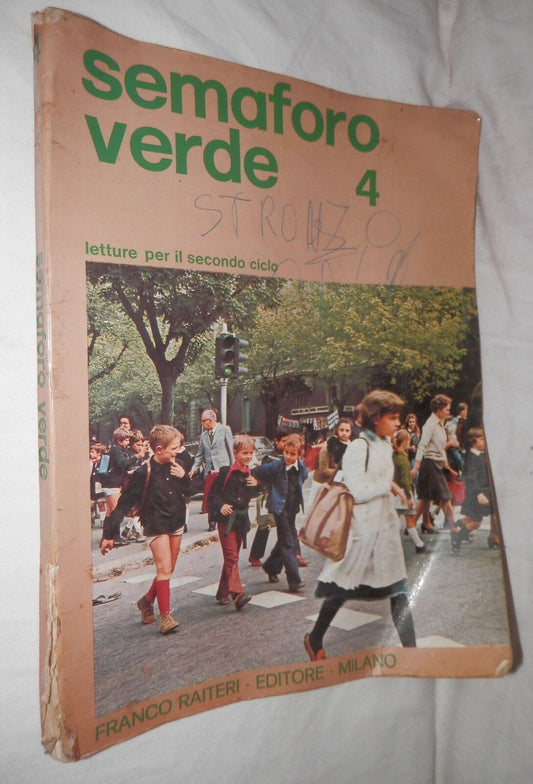 semaforo
verde
4
STRONZO
letture per il secondo ciclo
FRANCO RAITERI · EDITORE · MILANO
semaforo verde